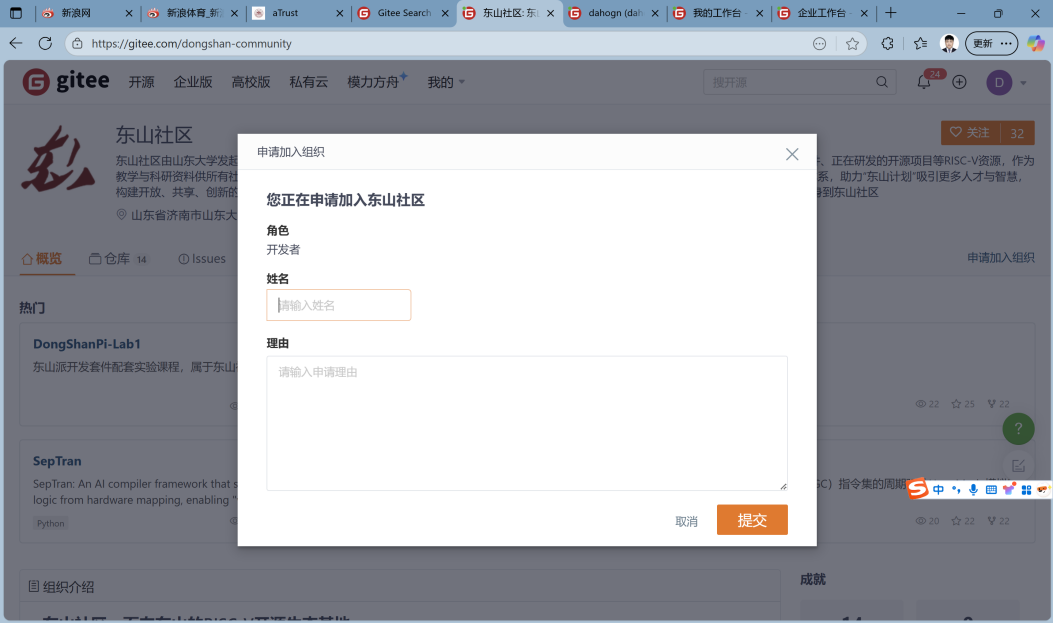 新浪网
新浪体育_新
aTrust
Gitee Search
东山社区: 东
dahogn (dah
我的工作台 -
企业工作台 -
https://gitee.com/dongshan-community
更新
gitee
开源
企业版
高校版
私有云
模力方舟
我的
搜开源
24
D
东山社区
关注
32
东山社区由山东大学发起
、正在研发的开源项目等RISC-V资源，作为
教学与科研资料供所有社
系，助力"东山计划"吸引更多人才与智慧，
构建开放、共享、创新的
到东山社区
山东省济南市山东大
概览
仓库 14
Issues
申请加入组织
申请加入组织
您正在申请加入东山社区
角色
开发者
姓名
请输入姓名
理由
请输入申请理由
取消
提交
热门
DongShanPi-Lab1
东山派开发套件配套实验课程，属于东山
22
25
22
SepTran
SepTran: An AI compiler framework that s
logic from hardware mapping, enabling "
Python
SC）指令集的周期
20
22
22
?
中
组织介绍
成就